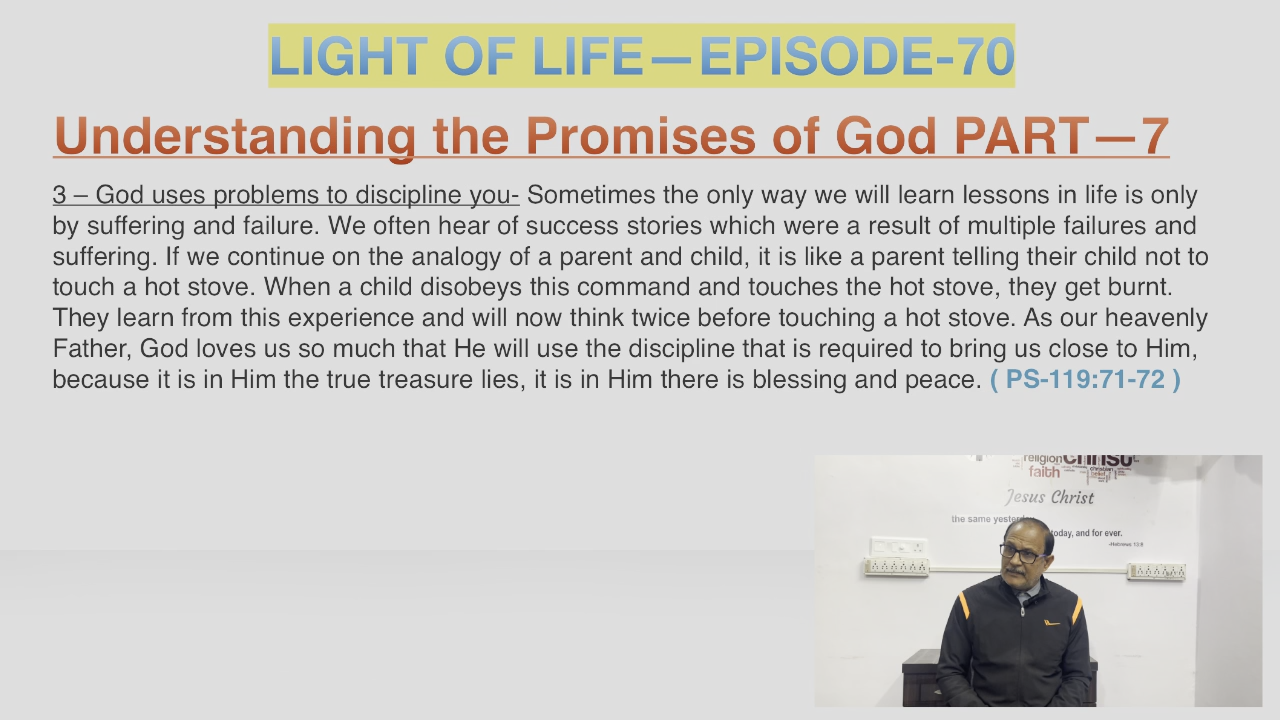 LIGHT OF LIFE—EPISODE-70
Understanding the Promises of God PART—7
3 – God uses problems to discipline you- Sometimes the only way we will learn lessons in life is only
by suffering and failure. We often hear of success stories which were a result of multiple failures and
suffering. If we continue on the analogy of a parent and child, it is like a parent telling their child not to
touch a hot stove. When a child disobeys this command and touches the hot stove, they get burnt.
They learn from this experience and will now think twice before touching a hot stove. As our heavenly
Father, God loves us so much that He will use the discipline that is required to bring us close to Him,
because it is in Him the true treasure lies, it is in Him there is blessing and peace. ( PS-119:71-72 )
religion Christ
faith christian
belief
Jesus Christ
the same yesterday
today, and for ever.
-Hebrews 13:8